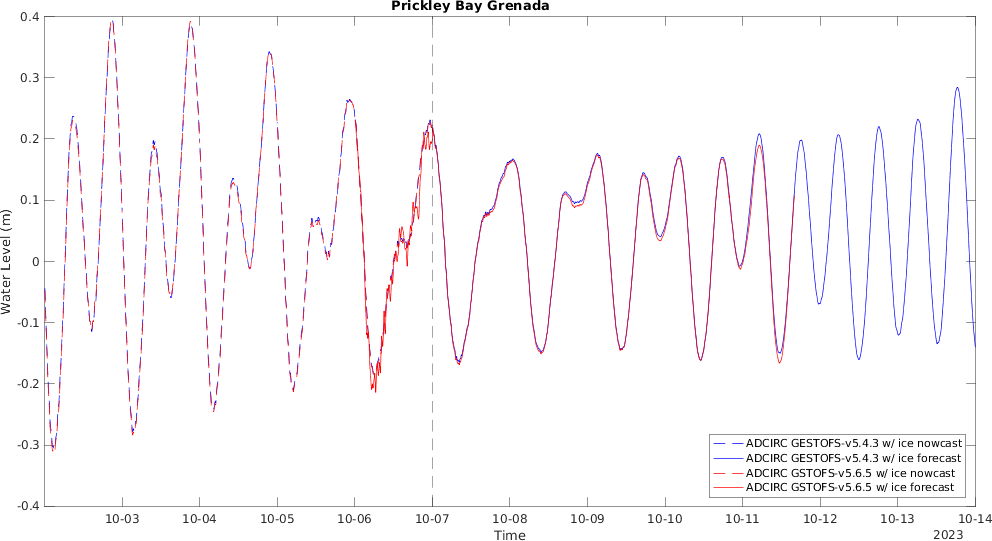 Prickley Bay Grenada
0.4
0.3
0.2
0.1
0
-0.1
-0.2
-0.3
-0.4
Water Level (m)
10-03 10-04 10-05 10-06 10-07 10-08 10-09 10-10 10-11 10-12 10-13 10-14
Time
2023
ADCIRC GESTOFS-v5.4.3 w/ ice nowcast
ADCIRC GESTOFS-v5.4.3 w/ ice forecast
ADCIRC GSTOFS-v5.6.5 w/ ice nowcast
ADCIRC GSTOFS-v5.6.5 w/ ice forecast